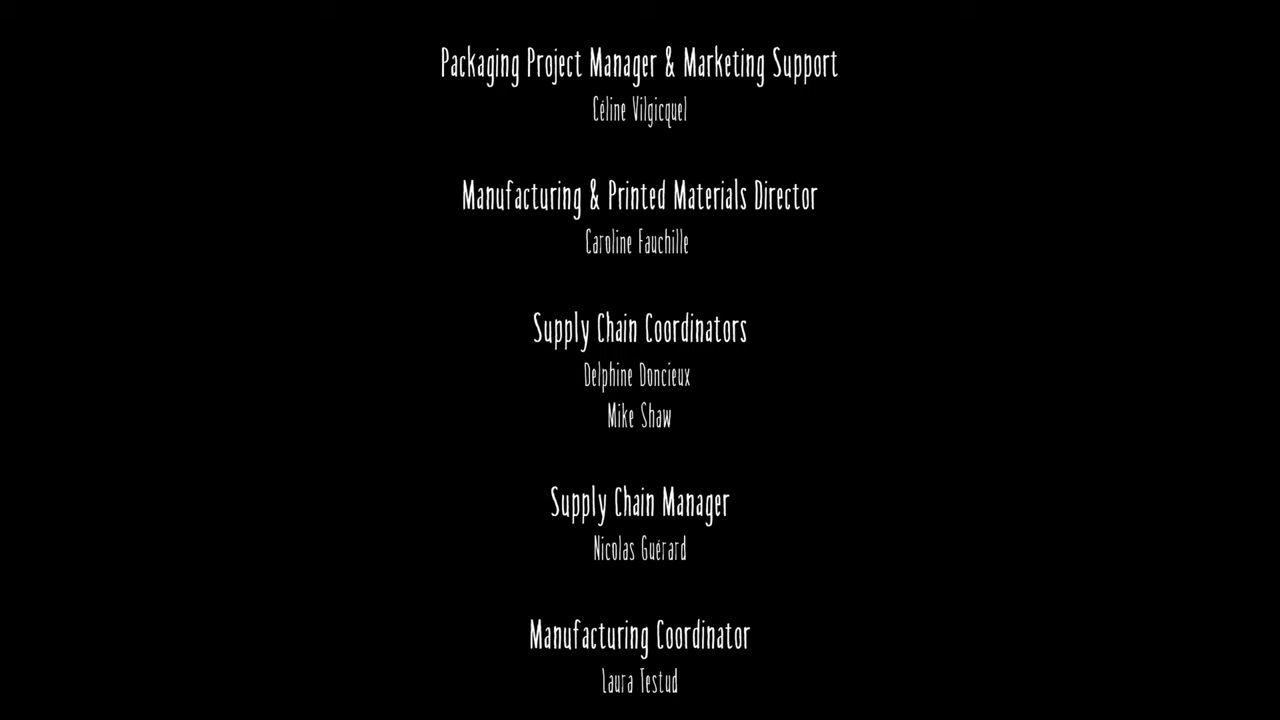 Packaging Project Manager & Marketing Support
Céline Vilgicquel
Manufacturing & Printed Materials Director
Caroline Fauchille
Supply Chain Coordinators
Delphine Doncieux
Mike Shaw
Supply Chain Manager
Nicolas Guérard
Manufacturing Coordinator
Laura Testud